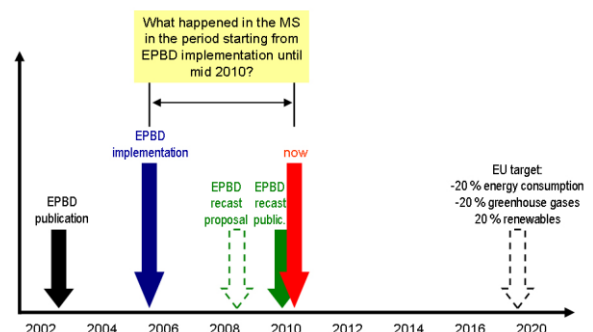 What happened in the MS
in the period starting from
EPBD implementation until
mid 2010?
EPBD
implementation
now
EPBD
publication
EPBD
recast
proposal
EPBD
recast
public.
EU target:
-20 % energy consumption
-20 % greenhouse gases
20 % renewables
2002 2004 2006 2008 2010 2012 2014 2016 2020